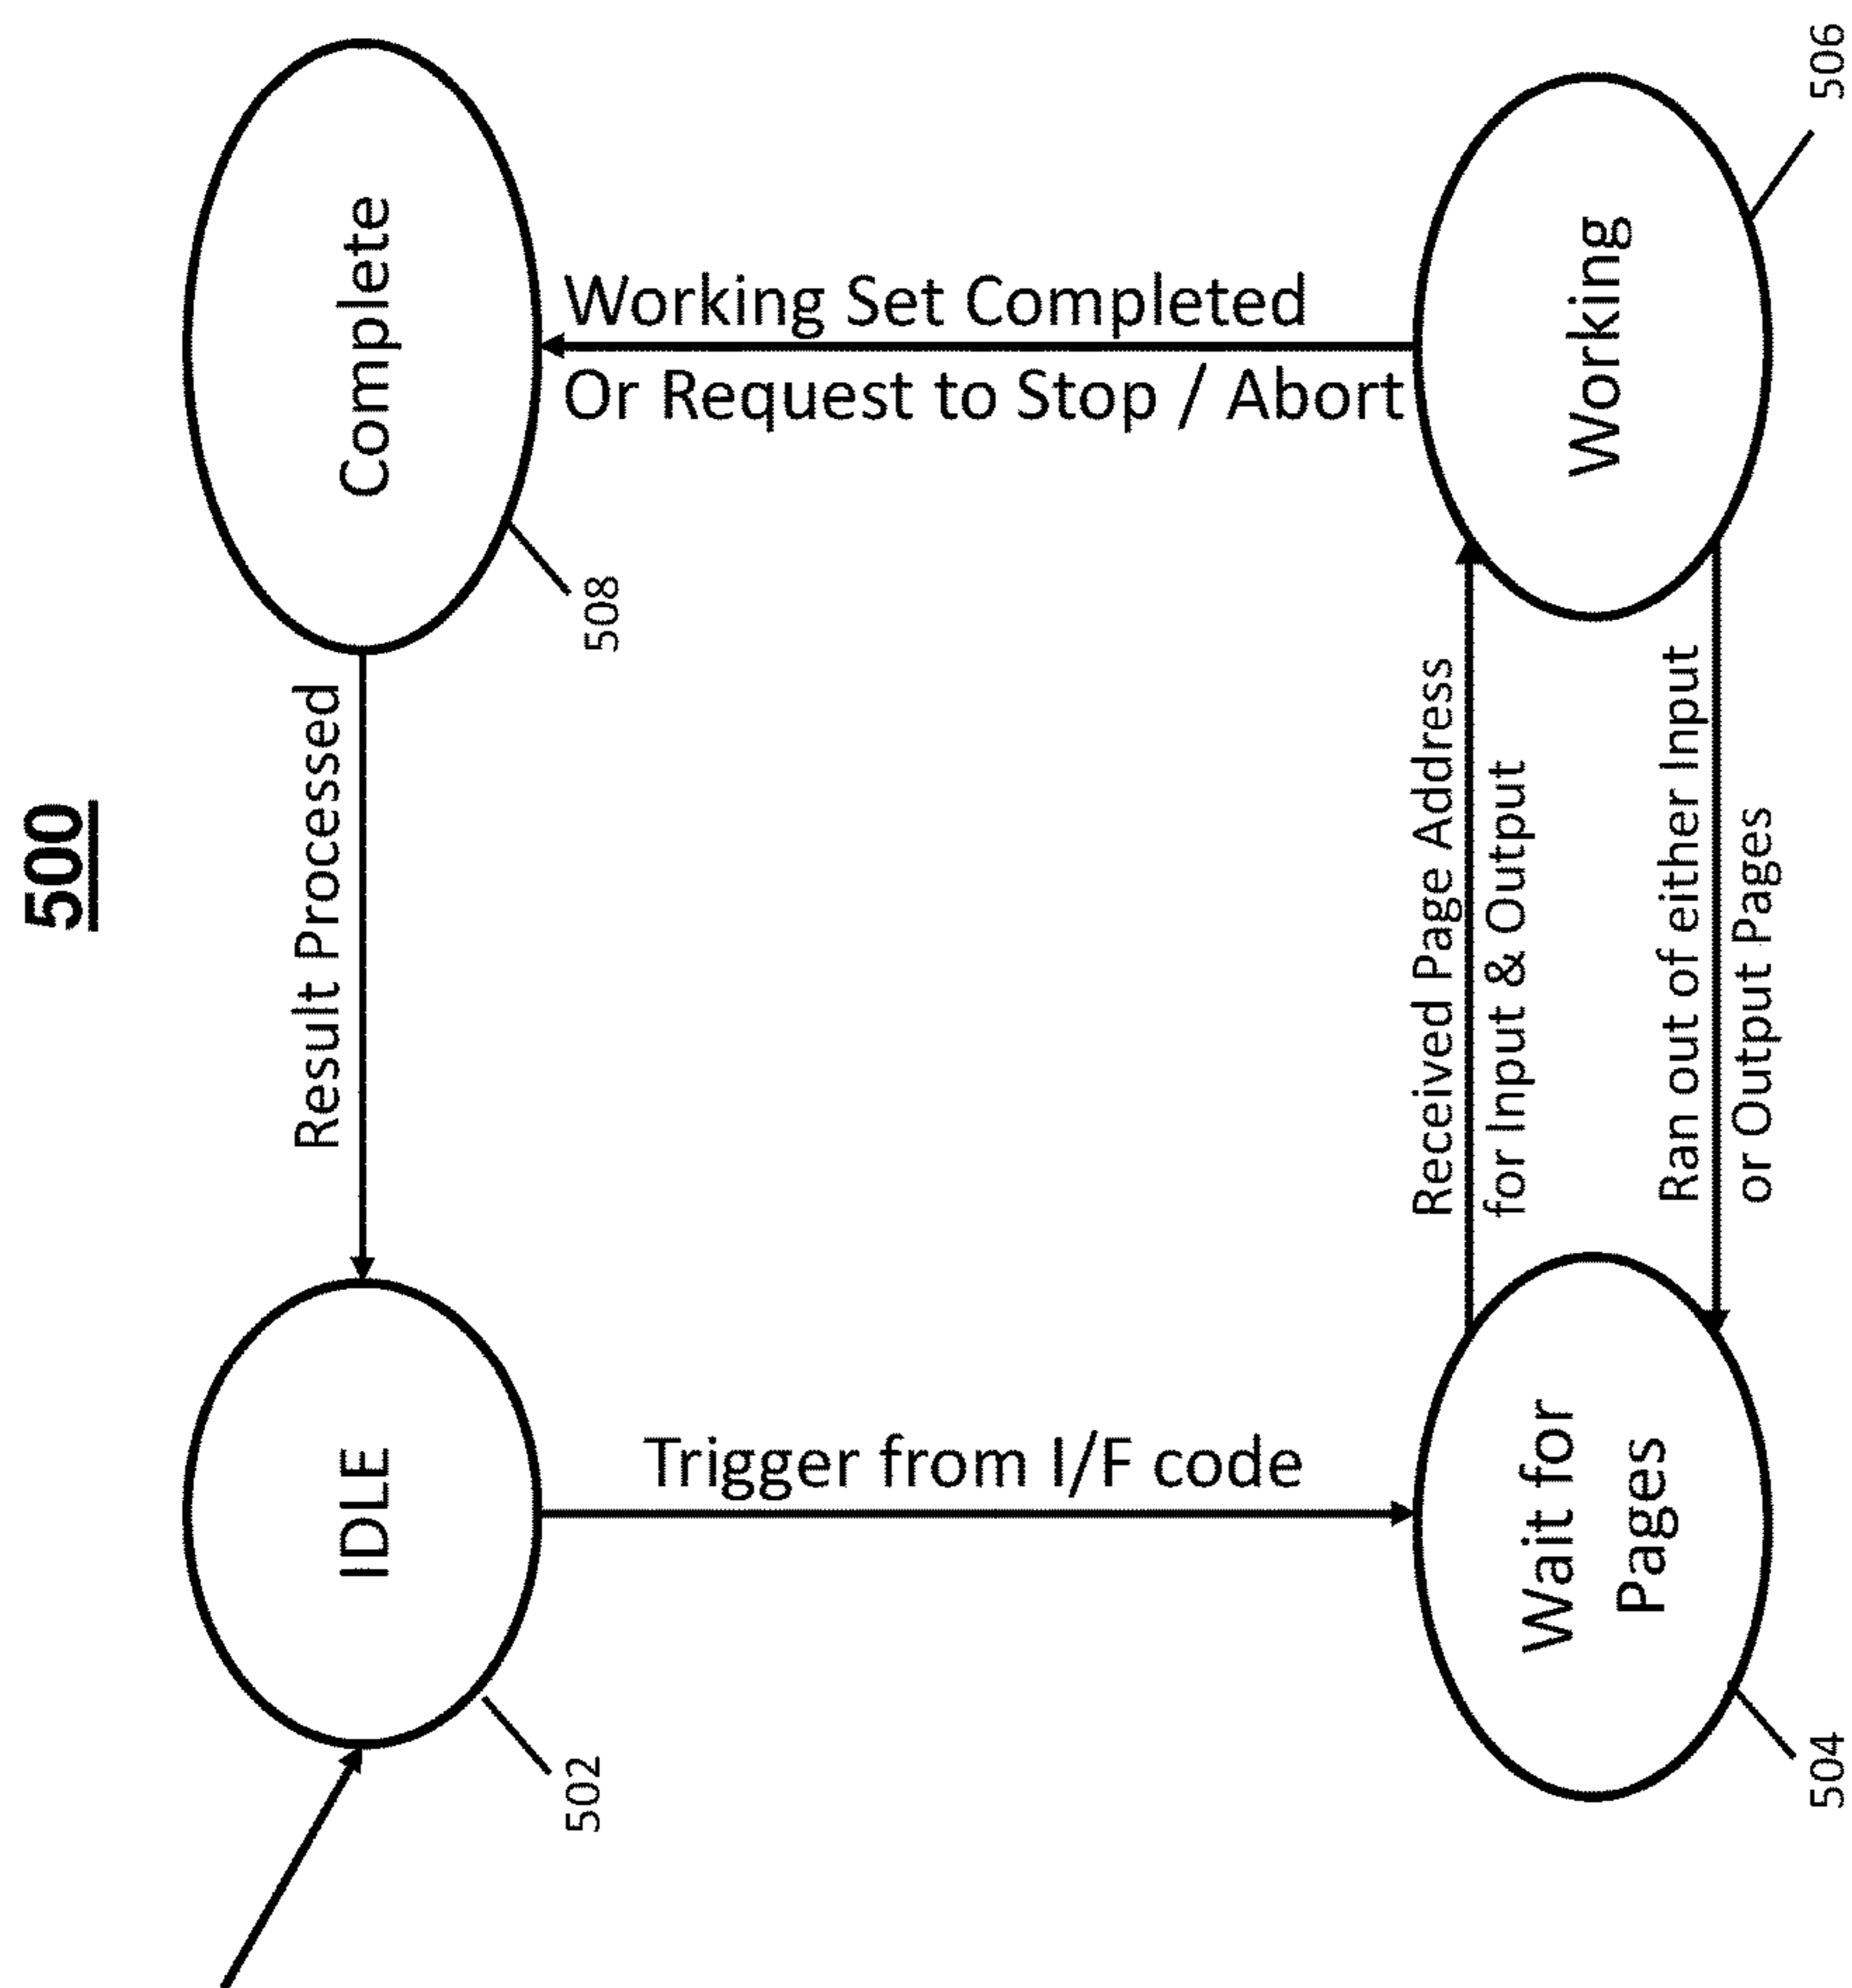 500
IDLE
502
Result Processed
Complete
508
Trigger from I/F code
Working Set Completed
Or Request to Stop / Abort
Wait for
Pages
504
Received Page Address
for Input & Output
Ran out of either Input
or Output Pages
Working
506